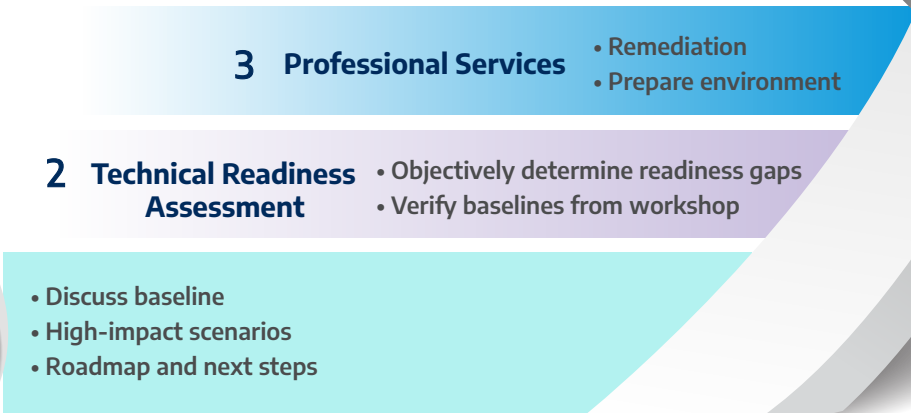 3 Professional Services
• Remediation
• Prepare environment
2 Technical Readiness
Assessment
• Objectively determine readiness gaps
• Verify baselines from workshop
• Discuss baseline
• High-impact scenarios
• Roadmap and next steps